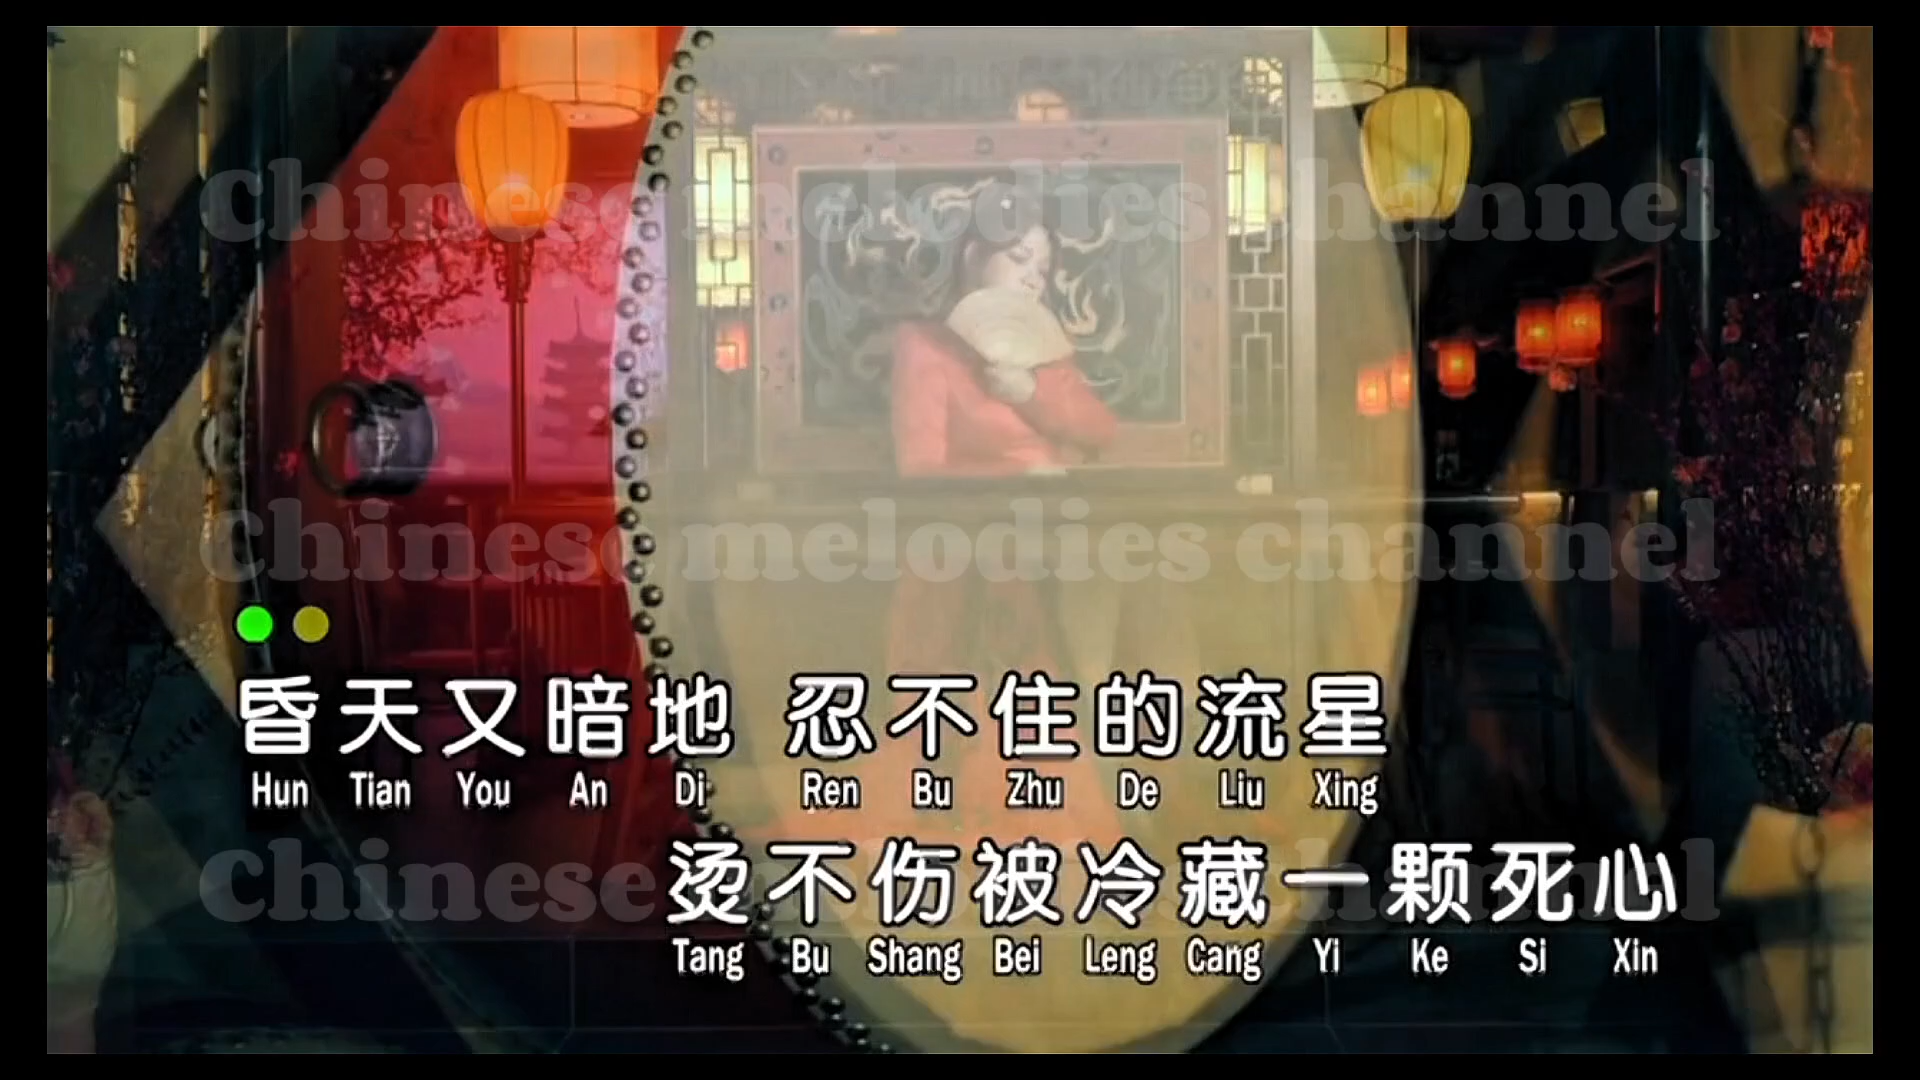 Chinese melodies channel
Chinese melodies channel
昏天又暗地 忍不住的流星
Hun Tian You An Di Ren Bu Zhu De Liu Xing
Chinese melodies channel
烫不伤被冷藏一颗死心
Tang Bu Shang Bei Leng Cang Yi Ke Si Xin